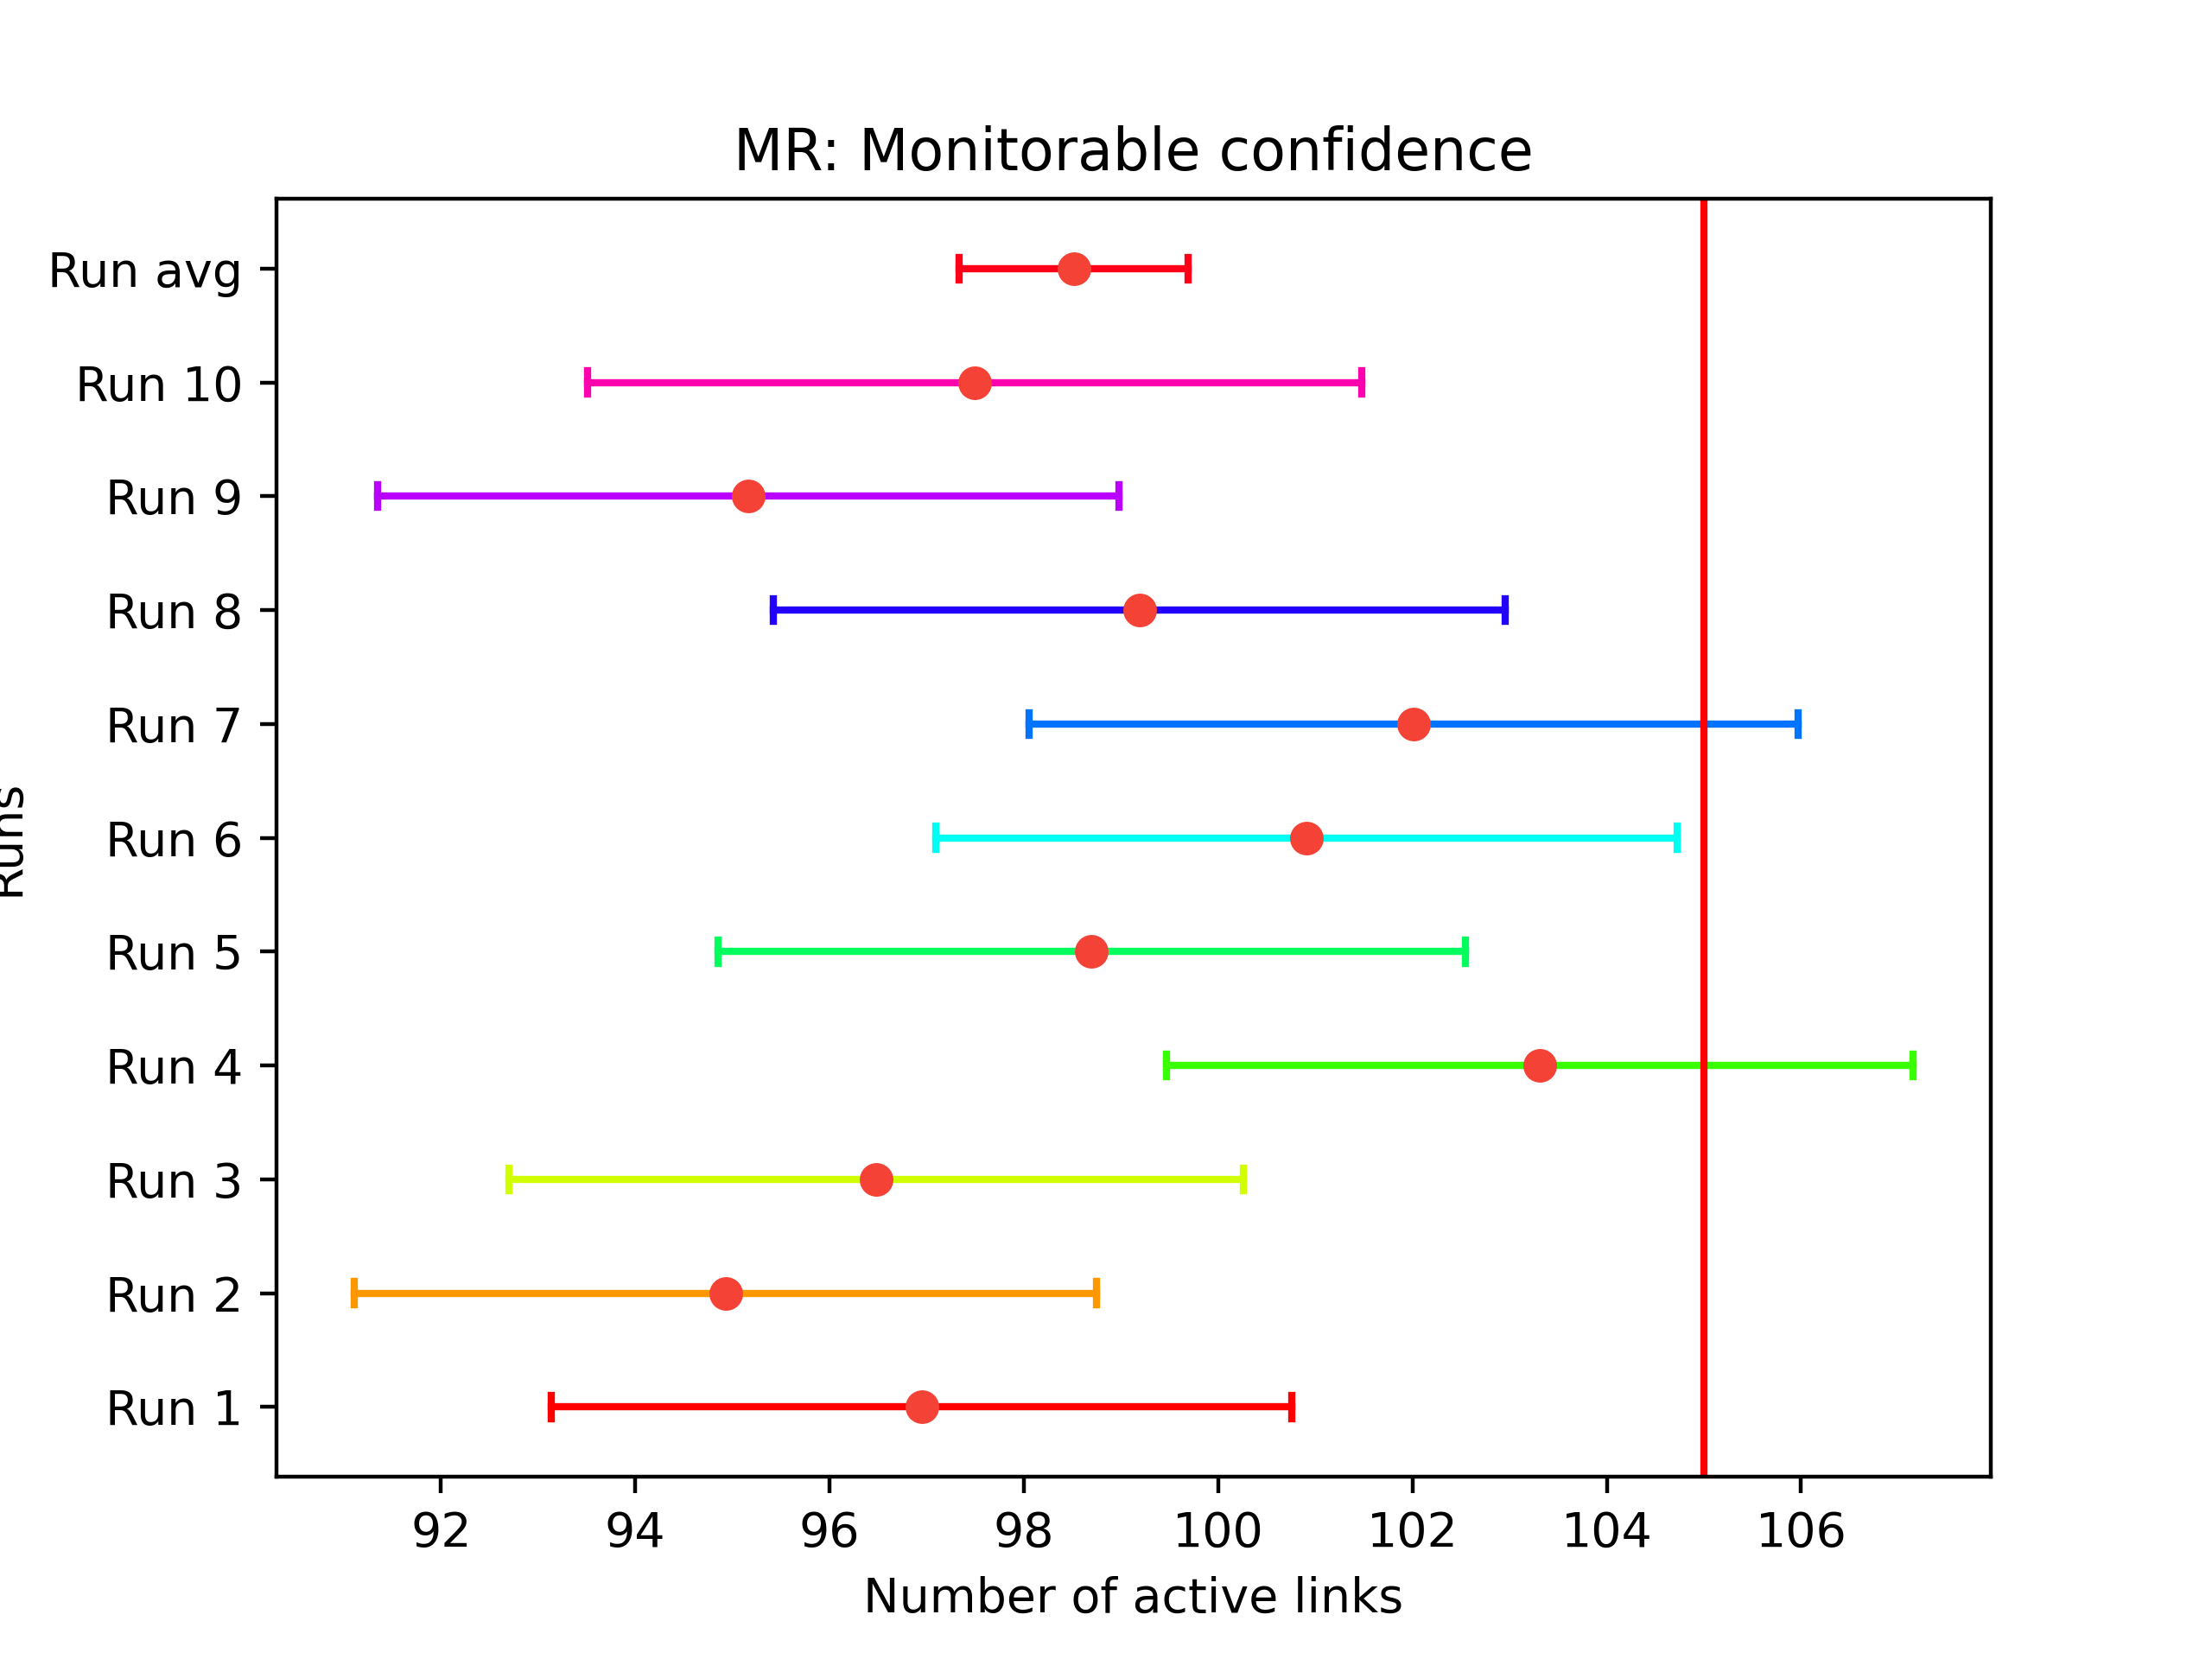 MR: Monitorable confidence
Run avg
Run 10
Run 9
Run 8
Run 7
Run 6
Run 5
Run 4
Run 3
Run 2
Run 1
Runs
92 94 96 98 100 102 104 106
Number of active links